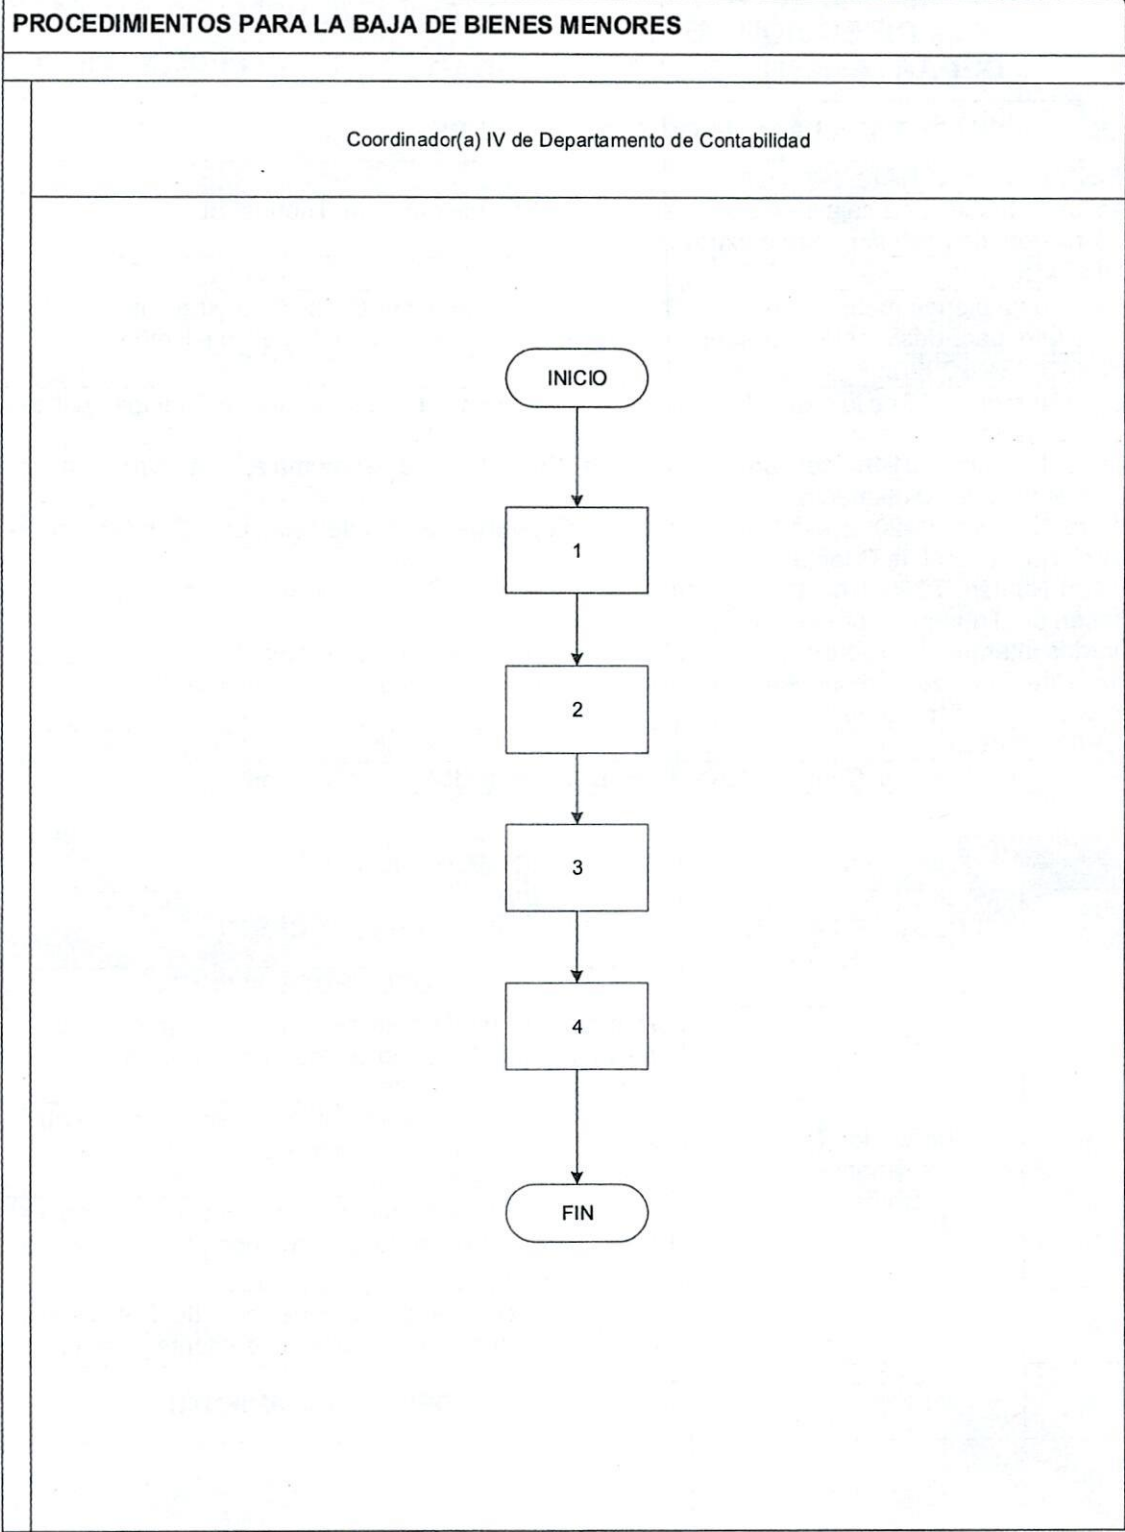 PROCEDIMIENTOS PARA LA BAJA DE BIENES MENORES
Coordinador(a) IV de Departamento de Contabilidad
INICIO
1
2
3
4
FIN